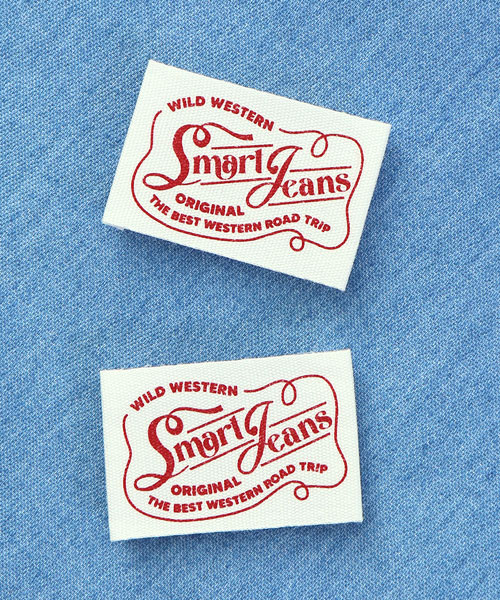 WILD WESTERN
Smart Jeans
ORIGINAL
THE BEST WESTERN ROAD TRIP
WILD WESTERN
Smart Jeans
ORIGINAL
THE BEST WESTERN ROAD TRIP